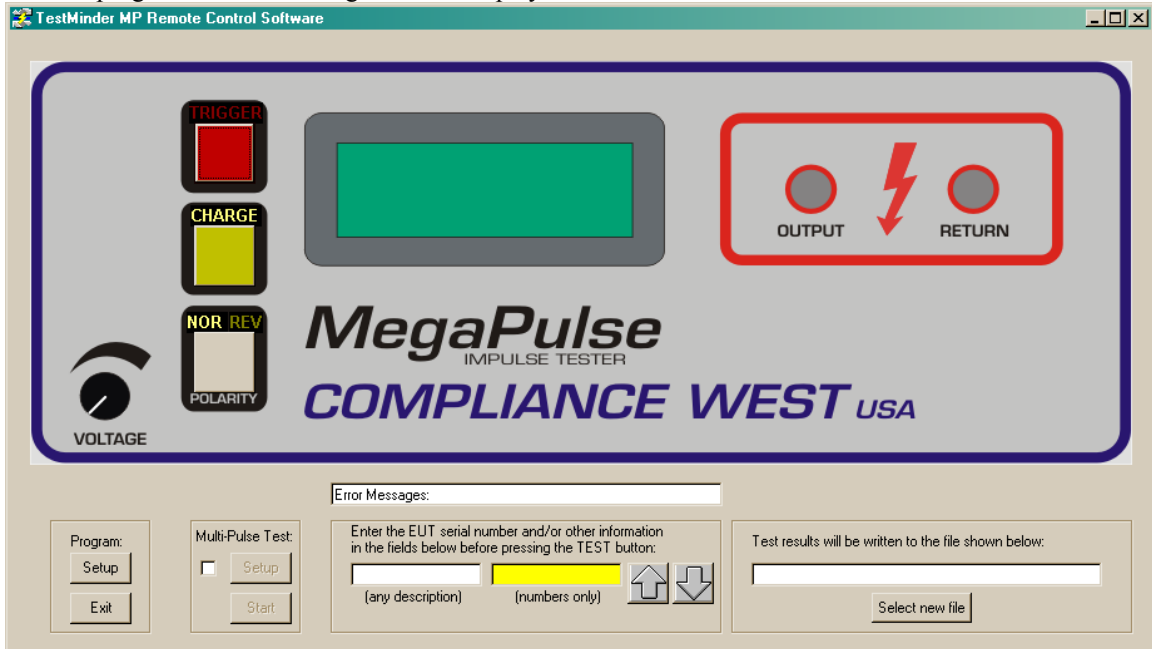 TestMinder MP Remote Control Software
TRIGGER
CHARGE
NOR REV
POLARITY
VOLTAGE
OUTPUT
RETURN
MegaPulse
IMPULSE TESTER
COMPLIANCE WEST USA
Error Messages:
Program:
Setup
Exit
Multi-Pulse Test:
Setup
Start
Enter the EUT serial number and/or other information
in the fields below before pressing the TEST button:
(any description)
(numbers only)
Test results will be written to the file shown below:
Select new file